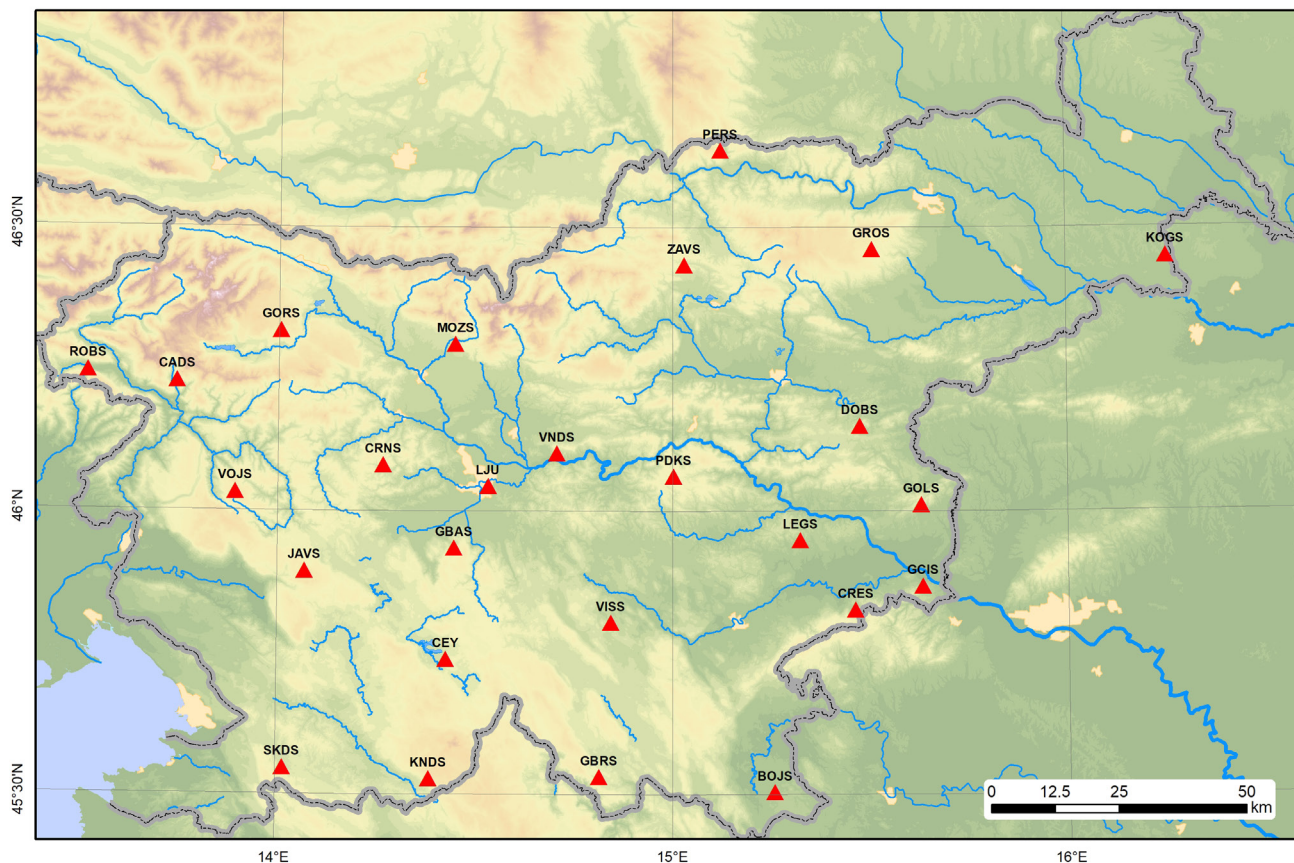 PERS
46°30'N
GROS
KOGS
ZAVS
GORS
MOZS
ROBS
CADS
DOBS
VNDS
CRNS
LJU
PDKS
VOJS
GOLS
46°N
LEGS
GBAS
JAVS
GCIS
CRES
VISS
CEY
SKDS
KNDS
GBRS
BOJS
45°30'N
0 12.5 25 50
km
14°E 15°E 16°E